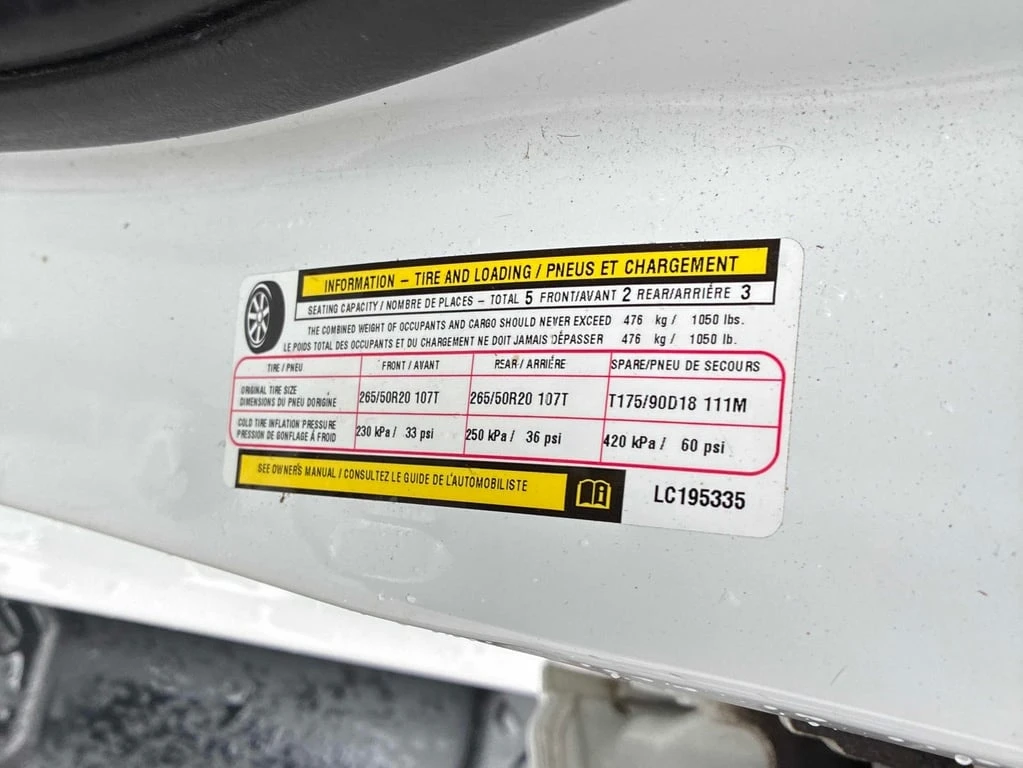 INFORMATION – TIRE AND LOADING / PNEUS ET CHARGEMENT
SEATING CAPACITY / NOMBRE DE PLACES – TOTAL 5 FRONT/AVANT 2 REAR/ARRIÈRE 3
THE COMBINED WEIGHT OF OCCUPANTS AND CARGO SHOULD NEVER EXCEED 476 kg / 1050 lbs.
LE POIDS TOTAL DES OCCUPANTS ET DU CHARGEMENT NE DOIT JAMAIS DÉPASSER 476 kg / 1050 lb.
TIRE / PNEU FRONT / AVANT REAR / ARRIÈRE SPARE/PNEU DE SECOURS
ORIGINAL TIRE SIZE
DIMENSIONS DU PNEU DORIGINE 265/50R20 107T 265/50R20 107T T175/90D18 111M
COLD TIRE INFLATION PRESSURE
PRESSION DE GONFLAGE À FROID 230 kPa / 33 psi 250 kPa / 36 psi 420 kPa / 60 psi
SEE OWNER'S MANUAL / CONSULTEZ LE GUIDE DE L'AUTOMOBILISTE
LC195335